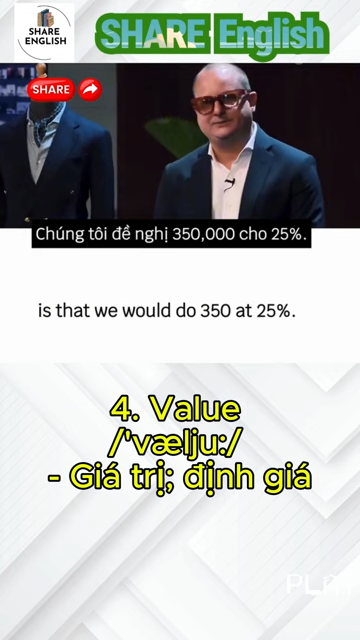 SHARE
ENGLISH
SHARE English
SHARE
Chúng tôi đề nghị 350,000 cho 25%.
is that we would do 350 at 25%.
4. Value
/'vælju:/
- Giá trị; định giá